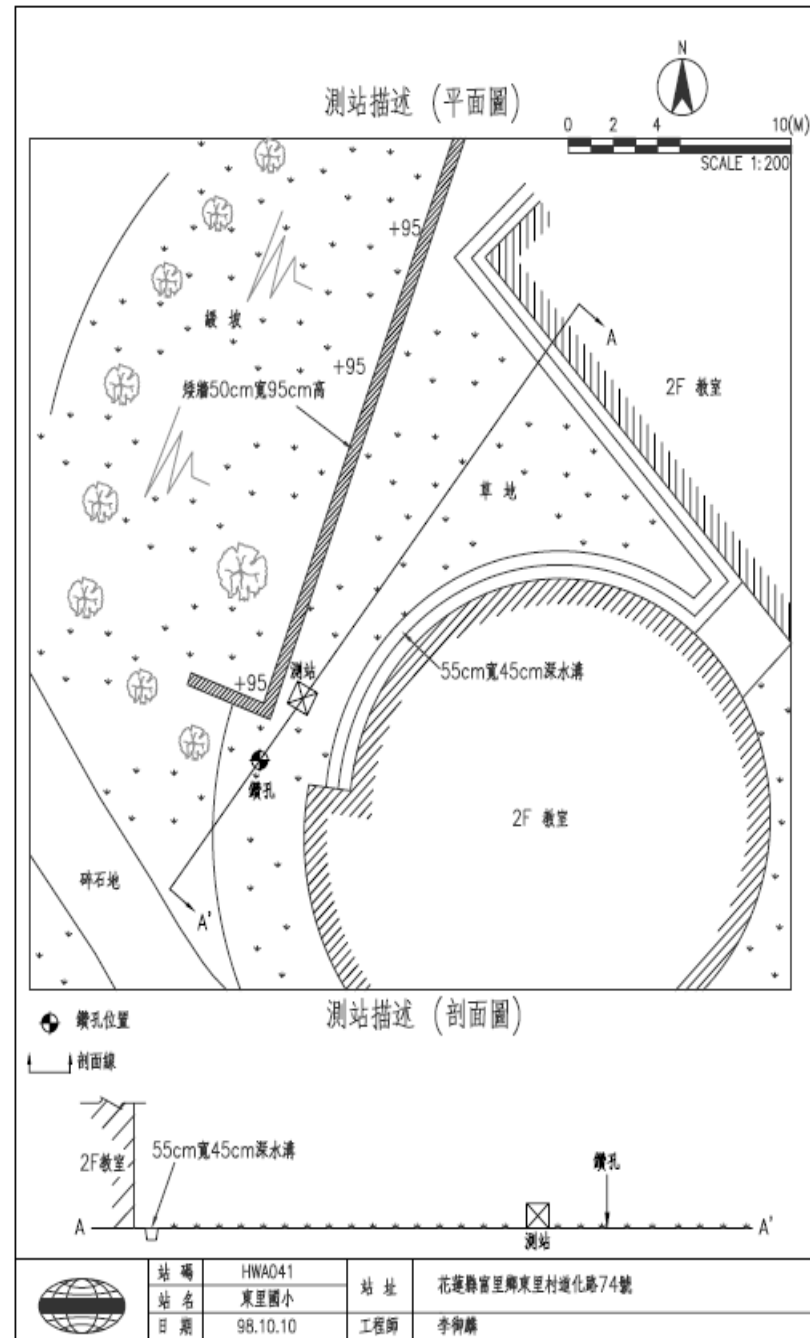 測站描述 (平面圖)
N
0 2 4 10(M)
SCALE 1:200
+95
緩 坡
A
+95
2F 教室
矮牆50cm寬95cm高
草地
測站
+95
55cm寬45cm深水溝
鑽孔
2F 教室
碎石地
A'
測站描述 (剖面圖)
鑽孔位置
剖面線
2F教室
55cm寬45cm深水溝
鑽孔
A
A'
測站
站 碼 HWA041
站 名 東里國小
日 期 98.10.10
站 址 花蓮縣富里鄉東里村道化路74號
工程師 李御麟